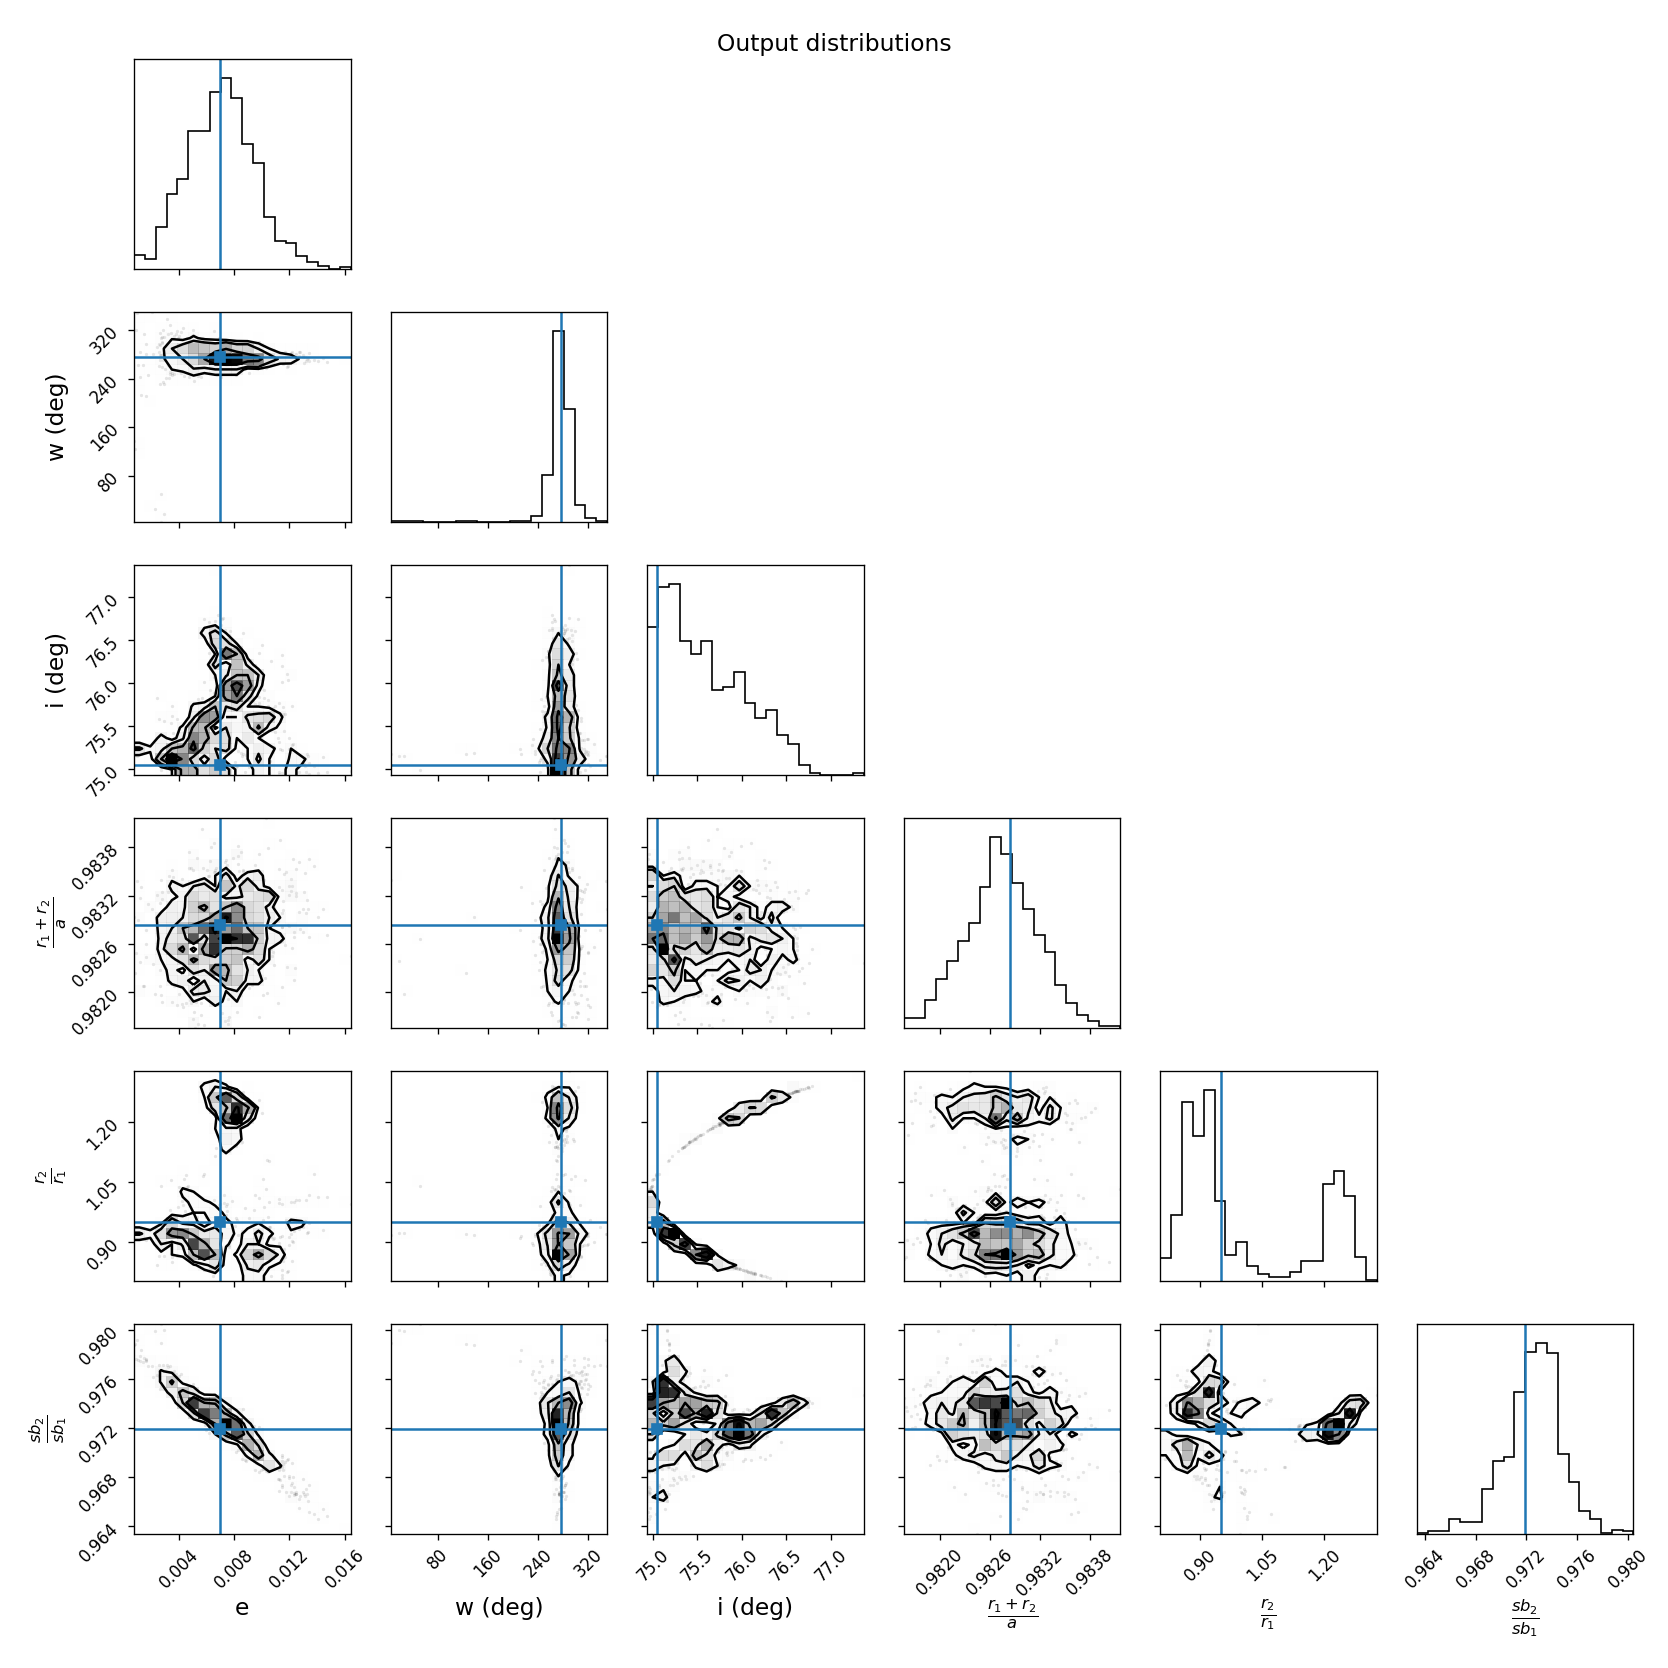 Output distributions
w (deg)
320
240
160
80
i (deg)
77.0
76.5
76.0
75.5
75.0
r₁ + r₂
a
0.9838
0.9832
0.9826
0.9820
r₂
r₁
1.20
1.05
0.90
sb₂
sb₁
0.980
0.976
0.972
0.968
0.964
0.004 0.008 0.012 0.016
80 160 240 320
75.0 75.5 76.0 76.5 77.0
0.9820 0.9826 0.9832 0.9838
0.90 1.05 1.20
0.964 0.968 0.972 0.976 0.980
e
w (deg)
i (deg)
r₁ + r₂
a
r₂
r₁
sb₂
sb₁